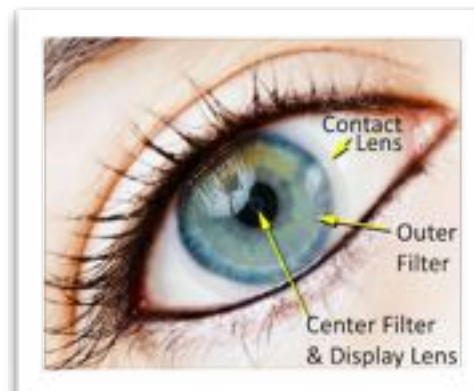 Contact
Lens
Outer
Filter
Center Filter
& Display Lens